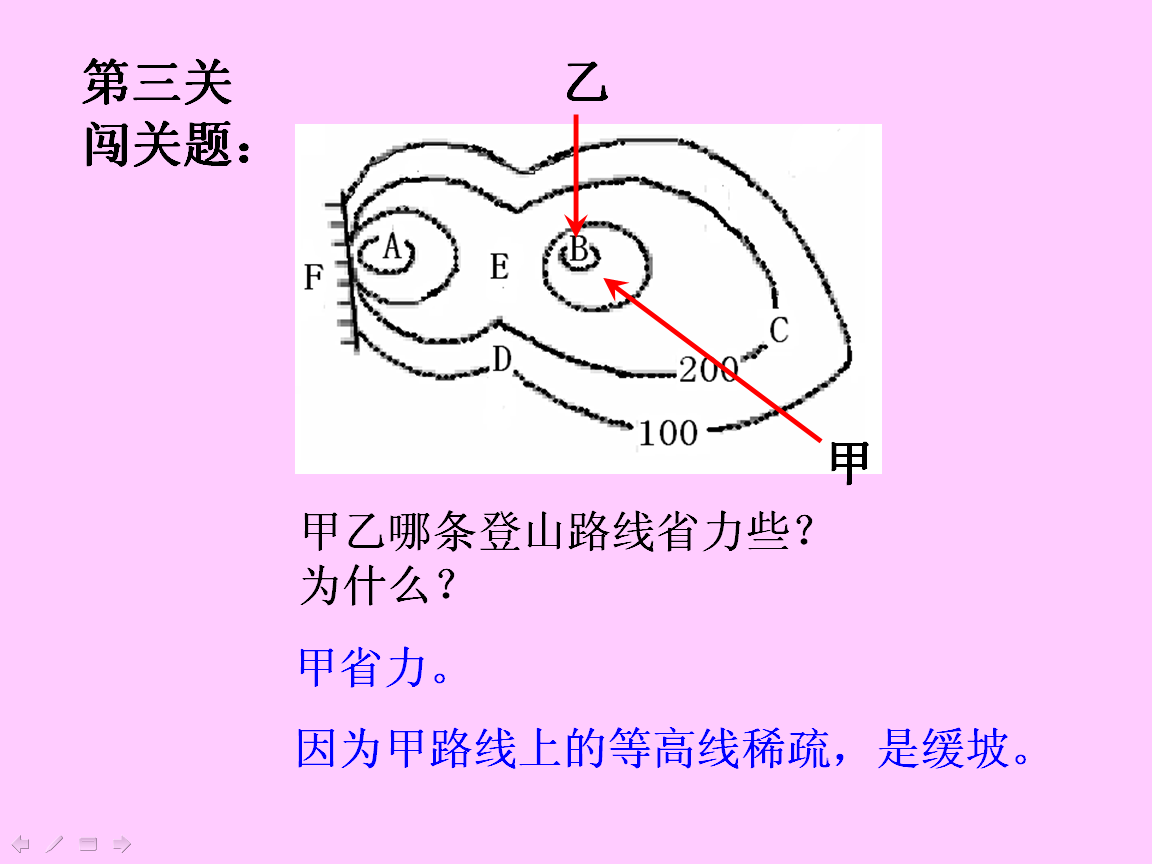 第三关
闯关题：
乙
A
B
E
F
C
D
200
100
甲
甲乙哪条登山路线省力些？
为什么？
甲省力。
因为甲路线上的等高线稀疏，是缓坡。